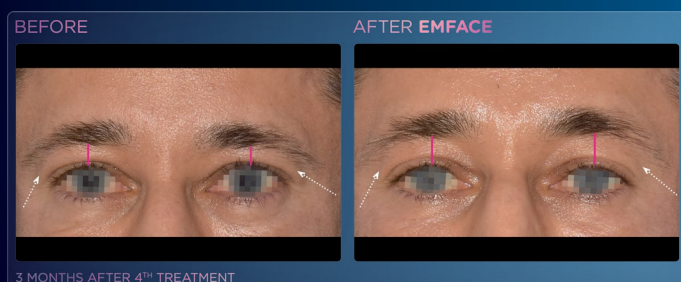 BEFORE
AFTER EMFACE
3 MONTHS AFTER 4TH TREATMENT